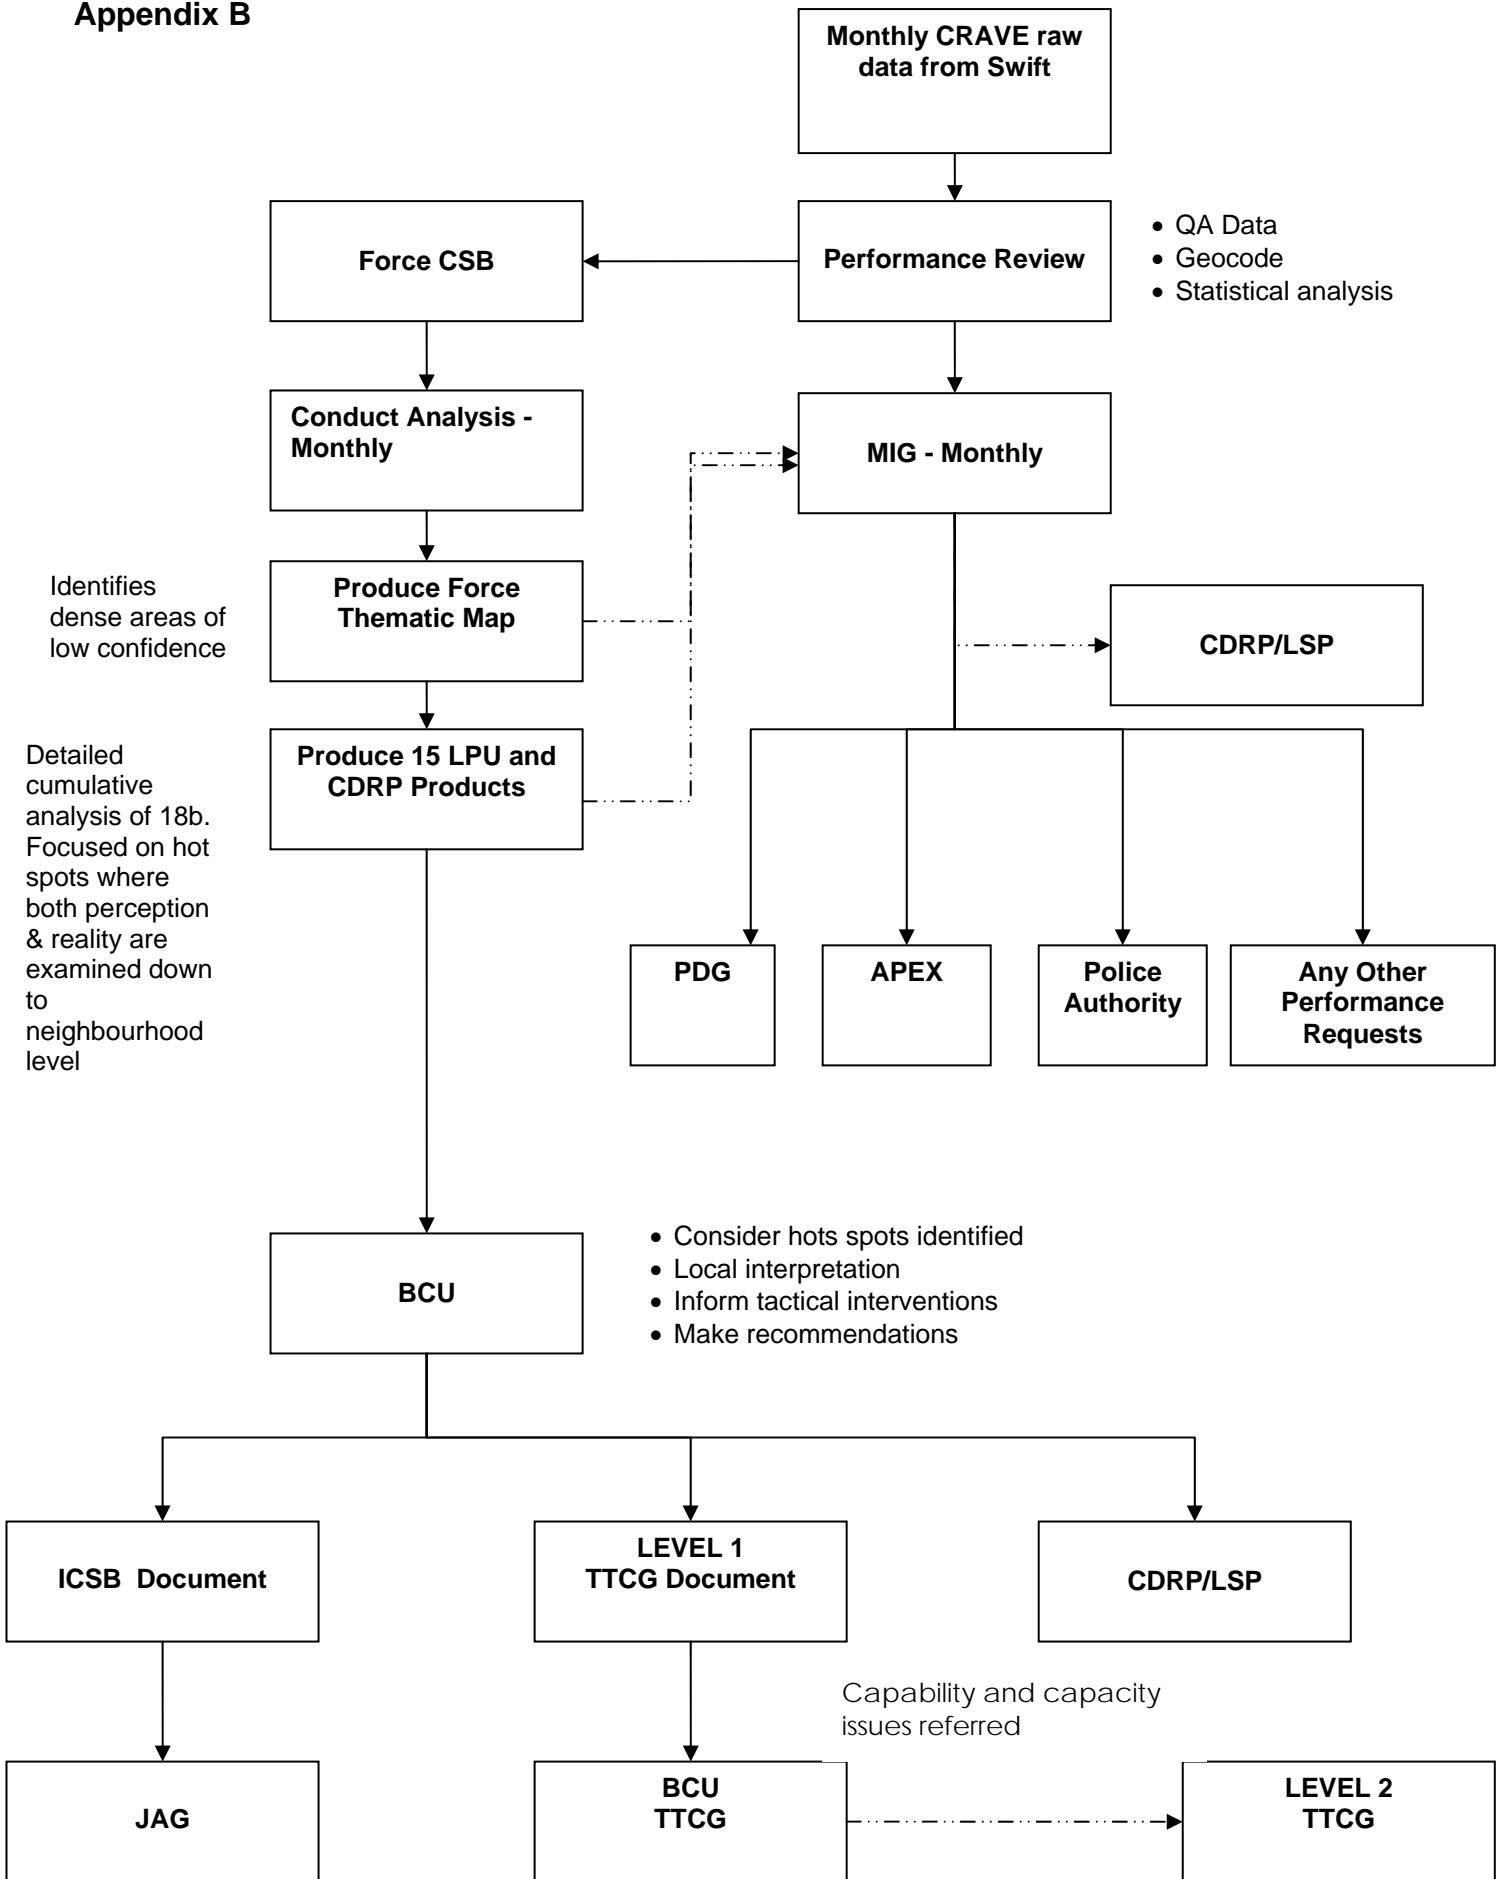 Appendix B
Monthly CRAVE raw
data from Swift
Force CSB
Performance Review
• QA Data
• Geocode
• Statistical analysis
Conduct Analysis -
Monthly
MIG - Monthly
Identifies
dense areas of
low confidence
Produce Force
Thematic Map
CDRP/LSP
Detailed
cumulative
analysis of 18b.
Focused on hot
spots where
both perception
& reality are
examined down
to
neighbourhood
level
Produce 15 LPU and
CDRP Products
PDG
APEX
Police
Authority
Any Other
Performance
Requests
BCU
• Consider hots spots identified
• Local interpretation
• Inform tactical interventions
• Make recommendations
ICSB  Document
LEVEL 1
TTCG Document
CDRP/LSP
Capability and capacity
issues referred
JAG
BCU
TTCG
LEVEL 2
TTCG